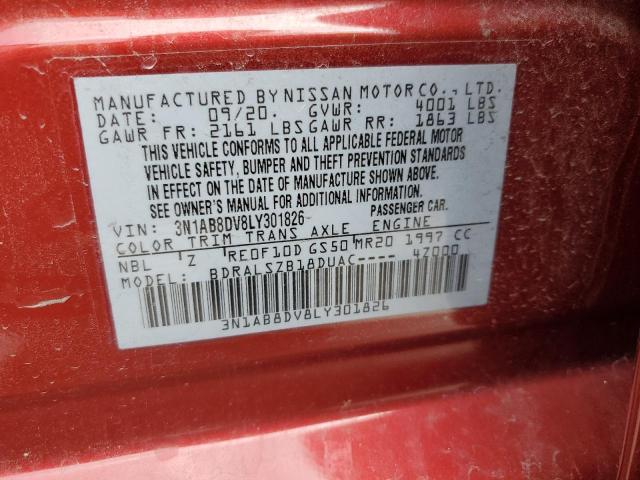 MANUFACTURED BY NISSAN MOTOR CO., LTD.
DATE: 09/20. GVWR: 4001 LBS
GAWR FR: 2161 LBS GAWR RR: 1863 LBS
THIS VEHICLE CONFORMS TO ALL APPLICABLE FEDERAL MOTOR
VEHICLE SAFETY, BUMPER AND THEFT PREVENTION STANDARDS
IN EFFECT ON THE DATE OF MANUFACTURE SHOWN ABOVE.
SEE OWNER'S MANUAL FOR ADDITIONAL INFORMATION.
VIN: 3N1AB8DV8LY301826 PASSENGER CAR.
COLOR TRIM TRANS AXLE ENGINE
NBL Z RE0F10D GS50 MR20 1997 CC
MODEL: BDRALSZB18DUAC---- 4Z000
3N1AB8DV8LY301826